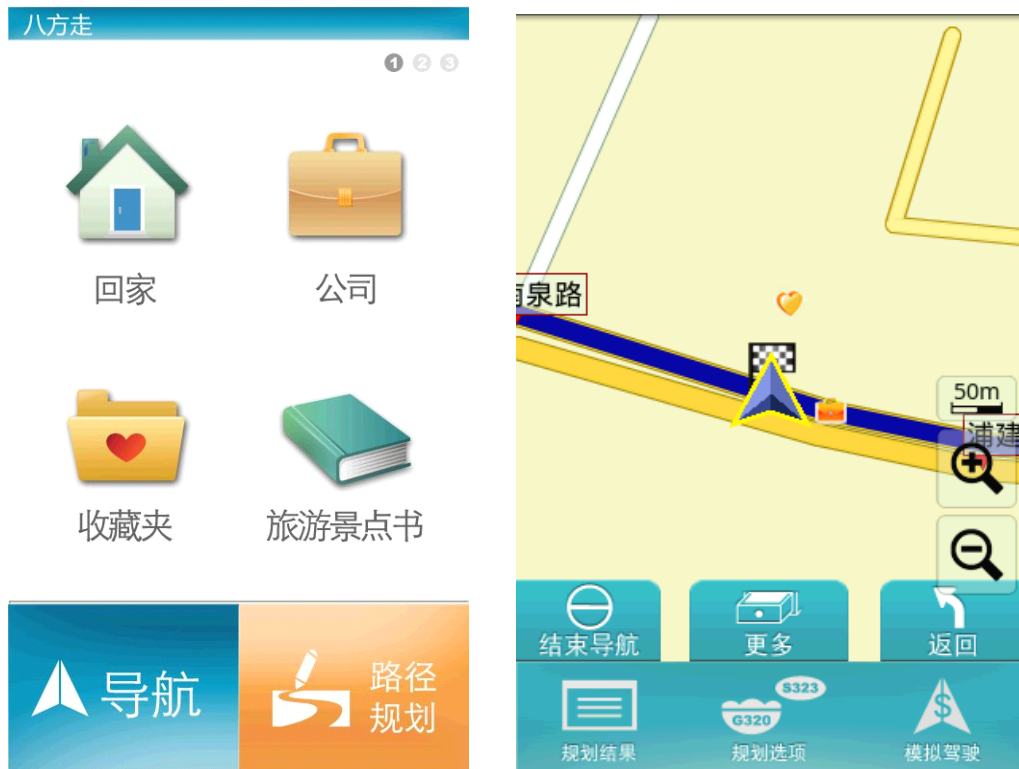 八方走
1 2 3
回家
公司
收藏夹
旅游景点书
导航
路径
规划
泉路
50m
浦建
结束导航
更多
返回
S323
G320
规划结果
规划选项
模拟驾驶